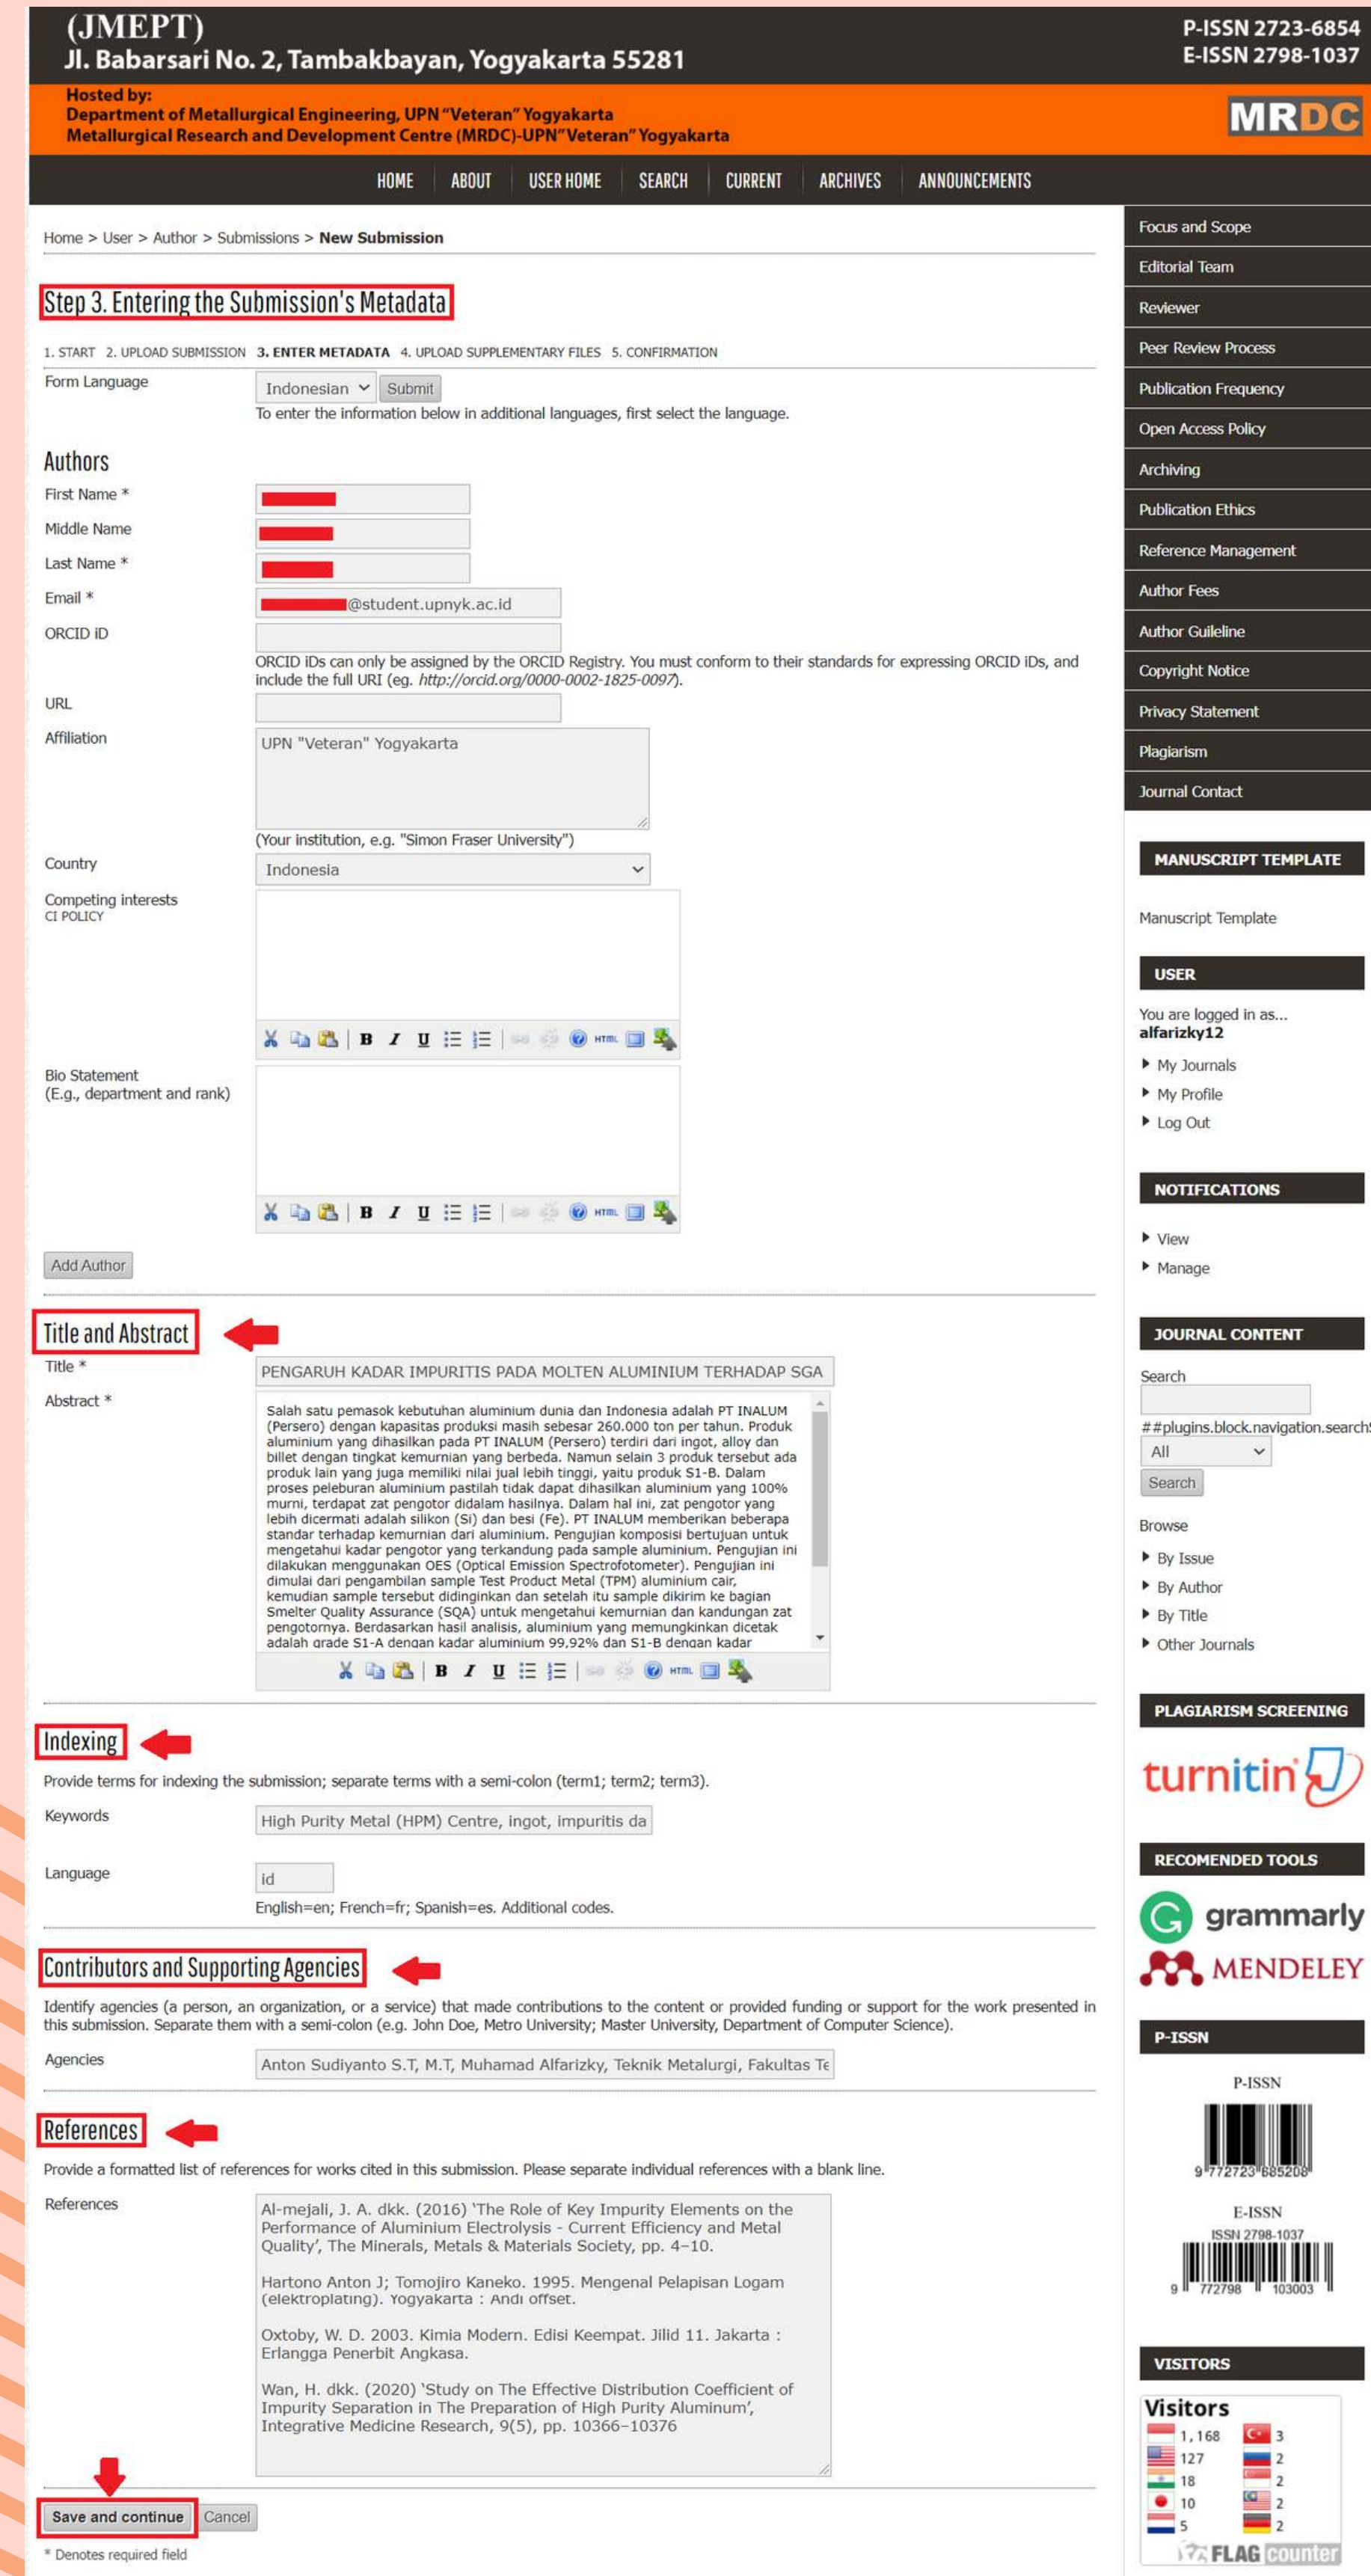 (JMEPT)
Jl. Babarsari No. 2, Tambakbayan, Yogyakarta 55281
P-ISSN 2723-6854
E-ISSN 2798-1037
Hosted by:
Department of Metallurgical Engineering, UPN “Veteran” Yogyakarta
Metallurgical Research and Development Centre (MRDC)-UPN”Veteran” Yogyakarta
MRDC
HOME ABOUT USER HOME SEARCH CURRENT ARCHIVES ANNOUNCEMENTS
Home > User > Author > Submissions > New Submission
Step 3. Entering the Submission's Metadata
1. START 2. UPLOAD SUBMISSION 3. ENTER METADATA 4. UPLOAD SUPPLEMENTARY FILES 5. CONFIRMATION
Form Language
Indonesian Submit
To enter the information below in additional languages, first select the language.
Authors
First Name *
Middle Name
Last Name *
Email *
@student.upnyk.ac.id
ORCID iD
ORCID iDs can only be assigned by the ORCID Registry. You must conform to their standards for expressing ORCID iDs, and
include the full URI (eg. http://orcid.org/0000-0002-1825-0097).
URL
Affiliation
UPN "Veteran" Yogyakarta
(Your institution, e.g. "Simon Fraser University")
Country
Indonesia
Competing interests
CI POLICY
B I U HTML
Bio Statement
(E.g., department and rank)
B I U HTML
Add Author
Title and Abstract
Title *
PENGARUH KADAR IMPURITIS PADA MOLTEN ALUMINIUM TERHADAP SGA
Abstract *
Salah satu pemasok kebutuhan aluminium dunia dan Indonesia adalah PT INALUM
(Persero) dengan kapasitas produksi masih sebesar 260.000 ton per tahun. Produk
aluminium yang dihasilkan pada PT INALUM (Persero) terdiri dari ingot, alloy dan
billet dengan tingkat kemurnian yang berbeda. Namun selain 3 produk tersebut ada
produk lain yang juga memiliki nilai jual lebih tinggi, yaitu produk S1-B. Dalam
proses peleburan aluminium pastilah tidak dapat dihasilkan aluminium yang 100%
murni, terdapat zat pengotor didalam hasilnya. Dalam hal ini, zat pengotor yang
lebih dicermati adalah silikon (Si) dan besi (Fe). PT INALUM memberikan beberapa
standar terhadap kemurnian dari aluminium. Pengujian komposisi bertujuan untuk
mengetahui kadar pengotor yang terkandung pada sample aluminium. Pengujian ini
dilakukan menggunakan OES (Optical Emission Spectrofotometer). Pengujian ini
dimulai dari pengambilan sample Test Product Metal (TPM) aluminium cair,
kemudian sample tersebut didinginkan dan setelah itu sample dikirim ke bagian
Smelter Quality Assurance (SQA) untuk mengetahui kemurnian dan kandungan zat
pengotornya. Berdasarkan hasil analisis, aluminium yang memungkinkan dicetak
adalah grade S1-A dengan kadar aluminium 99,92% dan S1-B dengan kadar
B I U HTML
Indexing
Provide terms for indexing the submission; separate terms with a semi-colon (term1; term2; term3).
Keywords
High Purity Metal (HPM) Centre, ingot, impuritis da
Language
id
English=en; French=fr; Spanish=es. Additional codes.
Contributors and Supporting Agencies
Identify agencies (a person, an organization, or a service) that made contributions to the content or provided funding or support for the work presented in
this submission. Separate them with a semi-colon (e.g. John Doe, Metro University; Master University, Department of Computer Science).
Agencies
Anton Sudiyanto S.T, M.T, Muhamad Alfarizky, Teknik Metalurgi, Fakultas Te
References
Provide a formatted list of references for works cited in this submission. Please separate individual references with a blank line.
References
Al-mejali, J. A. dkk. (2016) ‘The Role of Key Impurity Elements on the
Performance of Aluminium Electrolysis - Current Efficiency and Metal
Quality’, The Minerals, Metals & Materials Society, pp. 4–10.
Hartono Anton J; Tomojiro Kaneko. 1995. Mengenal Pelapisan Logam
(elektroplating). Yogyakarta : Andi offset.
Oxtoby, W. D. 2003. Kimia Modern. Edisi Keempat. Jilid 11. Jakarta :
Erlangga Penerbit Angkasa.
Wan, H. dkk. (2020) ‘Study on The Effective Distribution Coefficient of
Impurity Separation in The Preparation of High Purity Aluminum’,
Integrative Medicine Research, 9(5), pp. 10366–10376
Save and continue Cancel
* Denotes required field
Focus and Scope
Editorial Team
Reviewer
Peer Review Process
Publication Frequency
Open Access Policy
Archiving
Publication Ethics
Reference Management
Author Fees
Author Guileline
Copyright Notice
Privacy Statement
Plagiarism
Journal Contact
MANUSCRIPT TEMPLATE
Manuscript Template
USER
You are logged in as...
alfarizky12
My Journals
My Profile
Log Out
NOTIFICATIONS
View
Manage
JOURNAL CONTENT
Search
##plugins.block.navigation.searchS
All
Search
Browse
By Issue
By Author
By Title
Other Journals
PLAGIARISM SCREENING
turnitin
RECOMENDED TOOLS
grammarly
MENDELEY
P-ISSN
P-ISSN
9 772723 685208
E-ISSN
ISSN 2798-1037
9 772798 103003
VISITORS
Visitors
1,168 3
127 2
18 2
10 2
5 2
FLAG counter